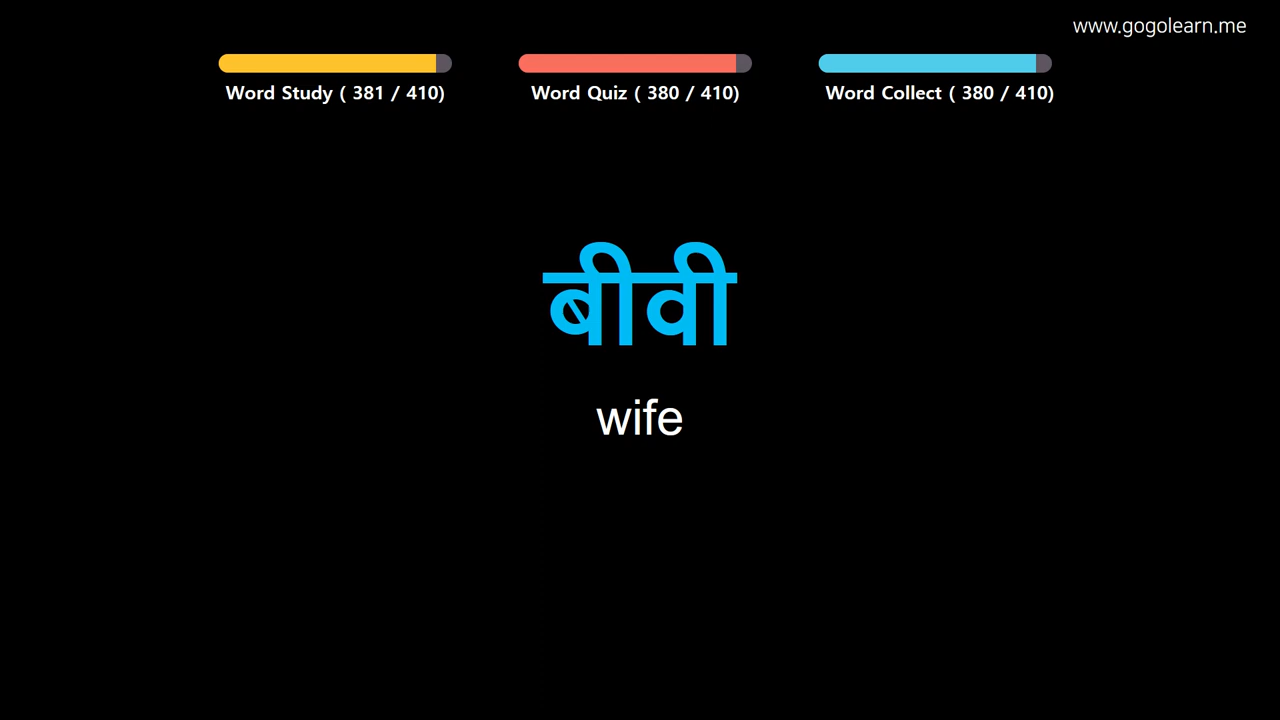 www.gogolearn.me
Word Study ( 381 / 410)
Word Quiz ( 380 / 410)
Word Collect ( 380 / 410)
बीवी
wife